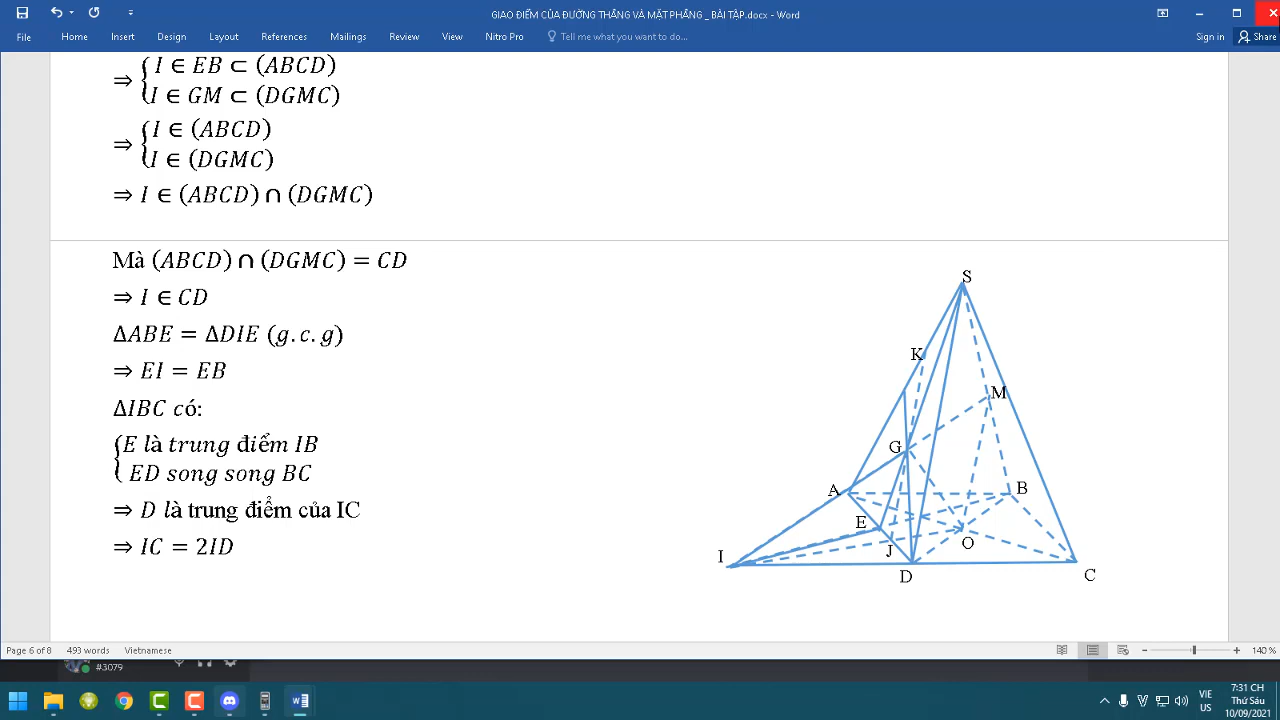 GIAO ĐIỂM CỦA ĐƯỜNG THẲNG VÀ MẶT PHẲNG _ BÀI TẬP.docx - Word
File Home Insert Design Layout References Mailings Review View Nitro Pro Tell me what you want to do... Sign in Share
⇒ {I ∈ EB ⊂ (ABCD)
I ∈ GM ⊂ (DGMC)
⇒ {I ∈ (ABCD)
I ∈ (DGMC)
⇒ I ∈ (ABCD) ∩ (DGMC)
Mà (ABCD) ∩ (DGMC) = CD
⇒ I ∈ CD
ΔABE = ΔDIE (g.c.g)
⇒ EI = EB
ΔIBC có:
{E là trung điểm IB
ED song song BC
⇒ D là trung điểm của IC
⇒ IC = 2ID
S
K
M
G
A
B
E
J
O
I
D
C
Page 6 of 8 493 words Vietnamese 140 %
#3079
VIE
US
7:31 CH
Thứ Sáu
10/09/2021